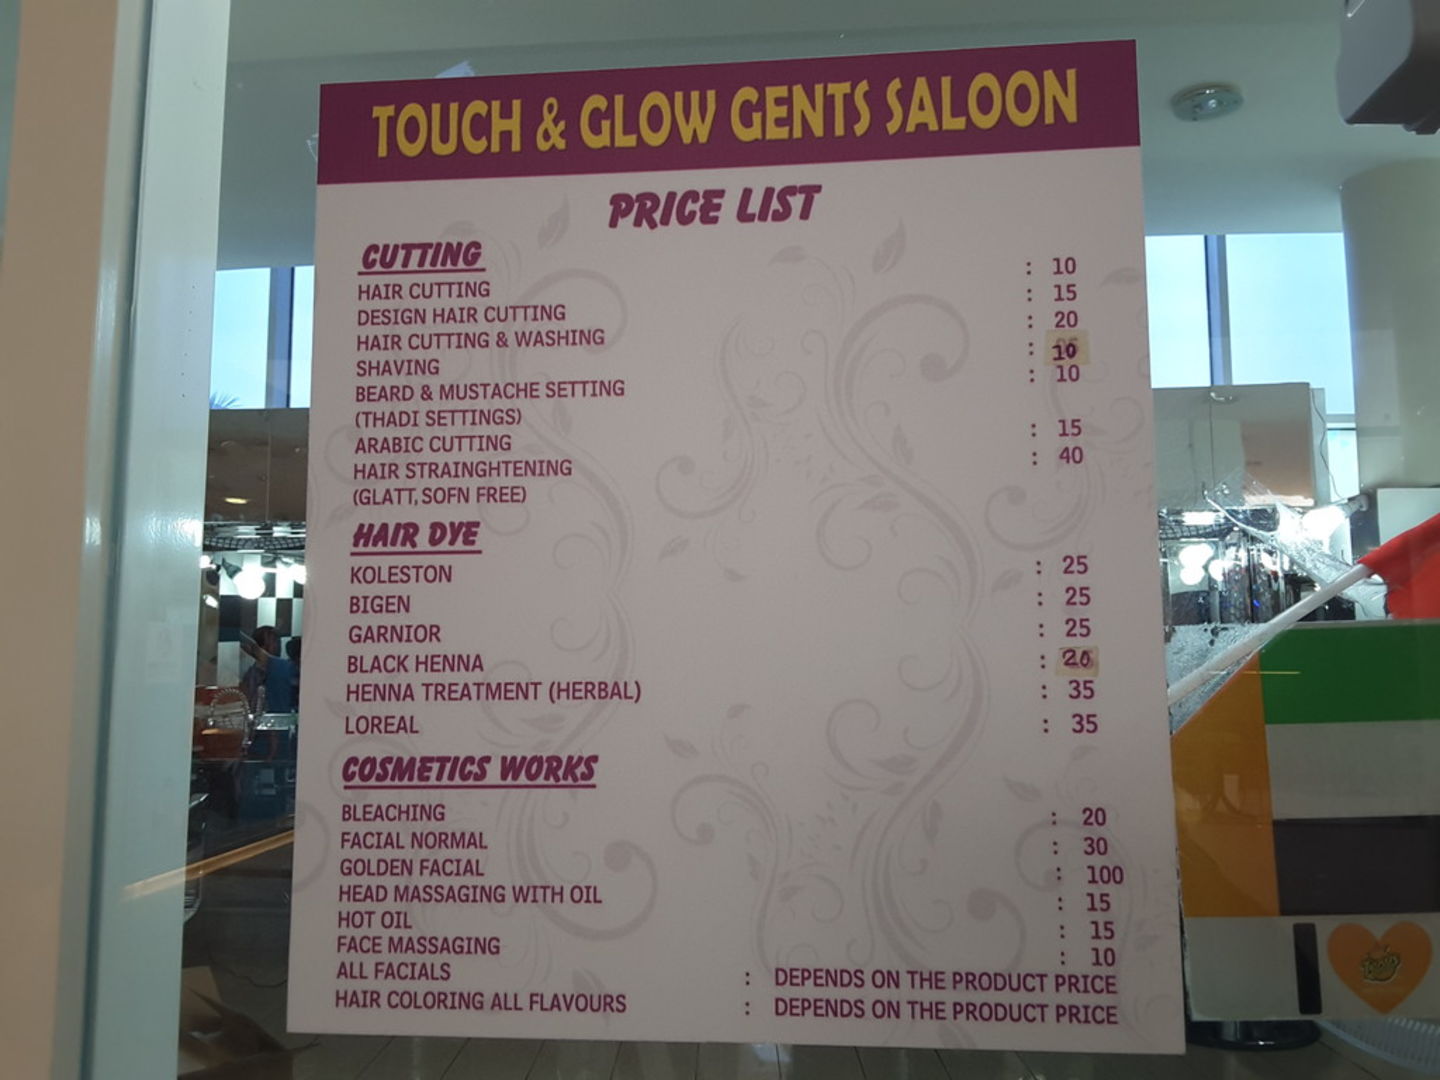 TOUCH & GLOW GENTS SALOON
PRICE LIST
CUTTING
HAIR CUTTING : 10
DESIGN HAIR CUTTING : 15
HAIR CUTTING & WASHING : 20
SHAVING : 10
BEARD & MUSTACHE SETTING : 10
(THADI SETTINGS)
ARABIC CUTTING : 15
HAIR STRAINGHTENING : 40
(GLATT, SOFN FREE)
HAIR DYE
KOLESTON : 25
BIGEN : 25
GARNIOR : 25
BLACK HENNA : 20
HENNA TREATMENT (HERBAL) : 35
LOREAL : 35
COSMETICS WORKS
BLEACHING : 20
FACIAL NORMAL : 30
GOLDEN FACIAL : 100
HEAD MASSAGING WITH OIL : 15
HOT OIL : 15
FACE MASSAGING : 10
ALL FACIALS : DEPENDS ON THE PRODUCT PRICE
HAIR COLORING ALL FLAVOURS : DEPENDS ON THE PRODUCT PRICE